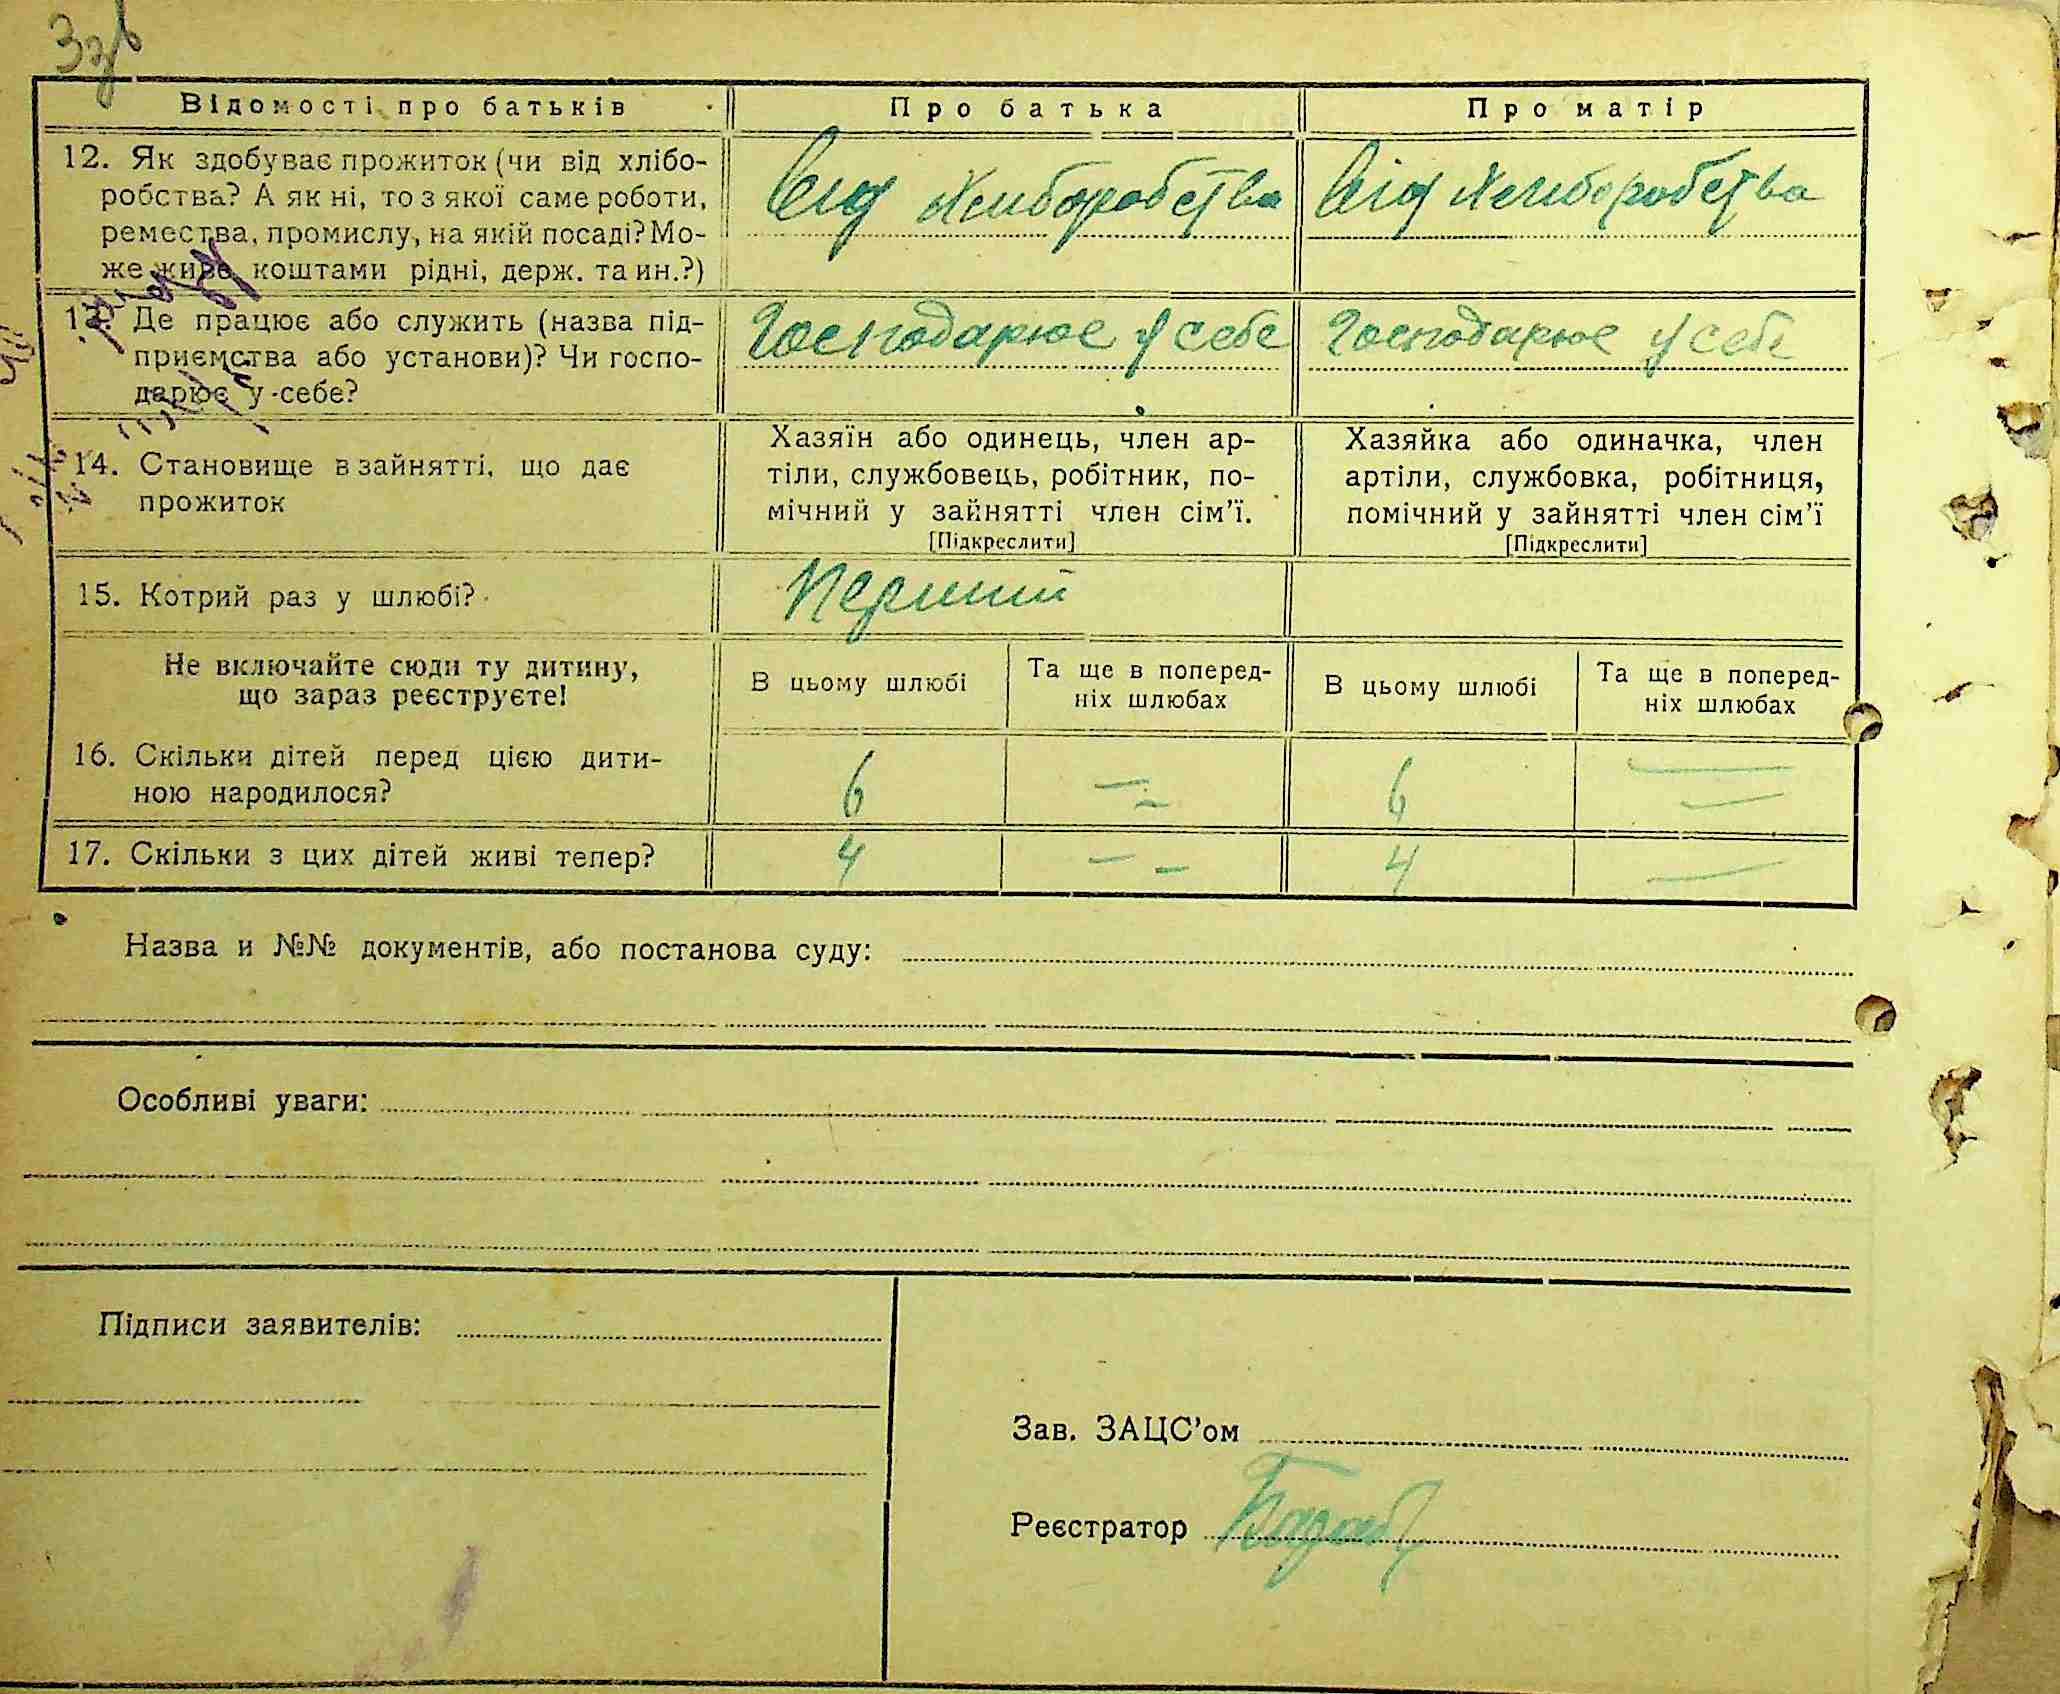 3зв
Відомості про батьків
Про батька
Про матір
12. Як здобуває прожиток (чи від хлібо-
робства? А як ні, то з якої саме роботи,
ремества, промислу, на якій посаді? Мо-
же живе коштами рідні, держ. та ин.?)
Від хліборобства
Від хліборобства
13. Де працює або служить (назва під-
приємства або установи)? Чи госпо-
дарює у себе?
Господарює у себе
Господарює у себе
14. Становище в зайнятті, що дає
прожиток
Хазяїн або одинець, член ар-
тіли, службовець, робітник, по-
мічний у зайнятті член сім’ї.
[Підкреслити]
Хазяйка або одиначка, член
артіли, службовка, робітниця,
помічний у зайнятті член сім’ї
[Підкреслити]
15. Котрий раз у шлюбі?
Перший
Не включайте сюди ту дитину,
що зараз реєструєте!
В цьому шлюбі
Та ще в поперед-
ніх шлюбах
В цьому шлюбі
Та ще в поперед-
ніх шлюбах
16. Скільки дітей перед цією дити-
ною народилося?
6 — — 6 — —
17. Скільки з цих дітей живі тепер?
4 — — 4 —
Назва и №№ документів, або постанова суду:
Особливі уваги:
Підписи заявителів:
Зав. ЗАЦС’ом
Реєстратор